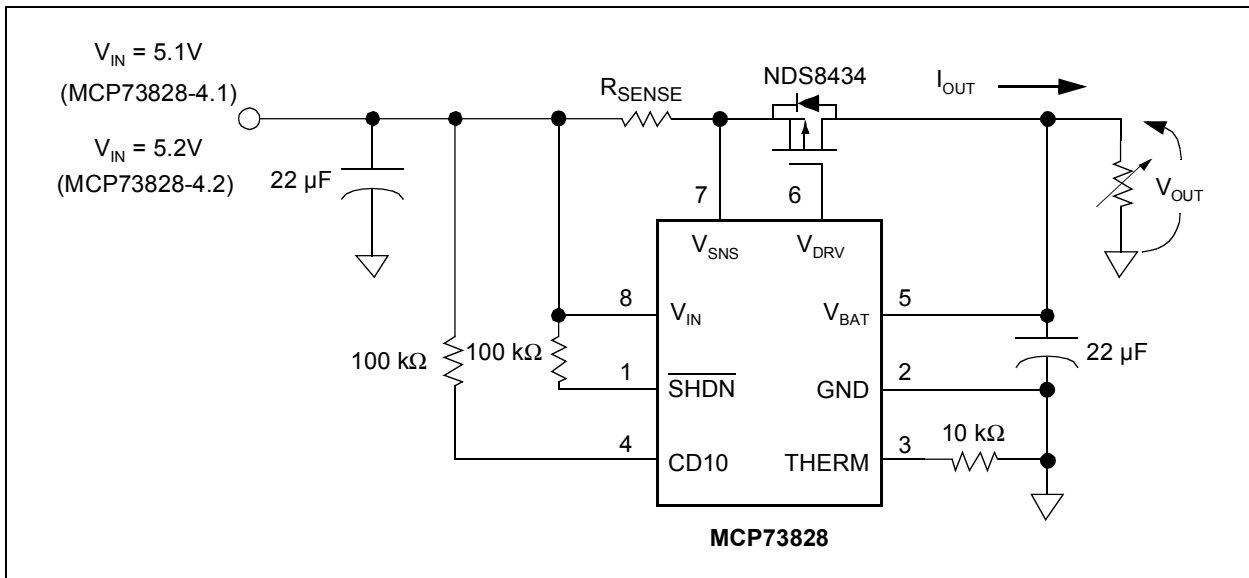 V_IN = 5.1V
(MCP73828-4.1)
V_IN = 5.2V
(MCP73828-4.2)
22 µF
R_SENSE
NDS8434
I_OUT
V_OUT
7
6
V_SNS
V_DRV
8
V_IN
V_BAT
5
100 kΩ
100 kΩ
22 µF
1
SHDN
GND
2
4
CD10
THERM
3
10 kΩ
MCP73828